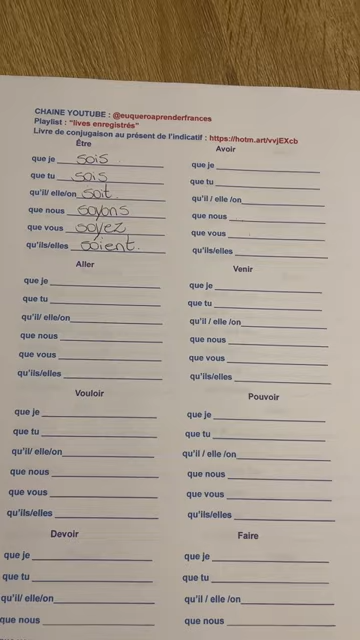 CHAINE YOUTUBE : @euqueroaprenderfrances
Playlist : "lives enregistrés"
Livre de conjugaison au présent de l'indicatif : https://hotm.art/vvjEXcb
Être
que je sois
que tu sois
qu'il/ elle/on soit
que nous soyons
que vous soyez
qu'ils/elles soient.
Avoir
que je
que tu
qu'il / elle /on
que nous
que vous
qu'ils/elles
Aller
que je
que tu
qu'il/ elle/on
que nous
que vous
qu'ils/elles
Venir
que je
que tu
qu'il / elle /on
que nous
que vous
qu'ils/elles
Vouloir
que je
que tu
qu'il/ elle/on
que nous
que vous
qu'ils/elles
Pouvoir
que je
que tu
qu'il / elle /on
que nous
que vous
qu'ils/elles
Devoir
que je
que tu
qu'il/ elle/on
que nous
Faire
que je
que tu
qu'il / elle /on
que nous